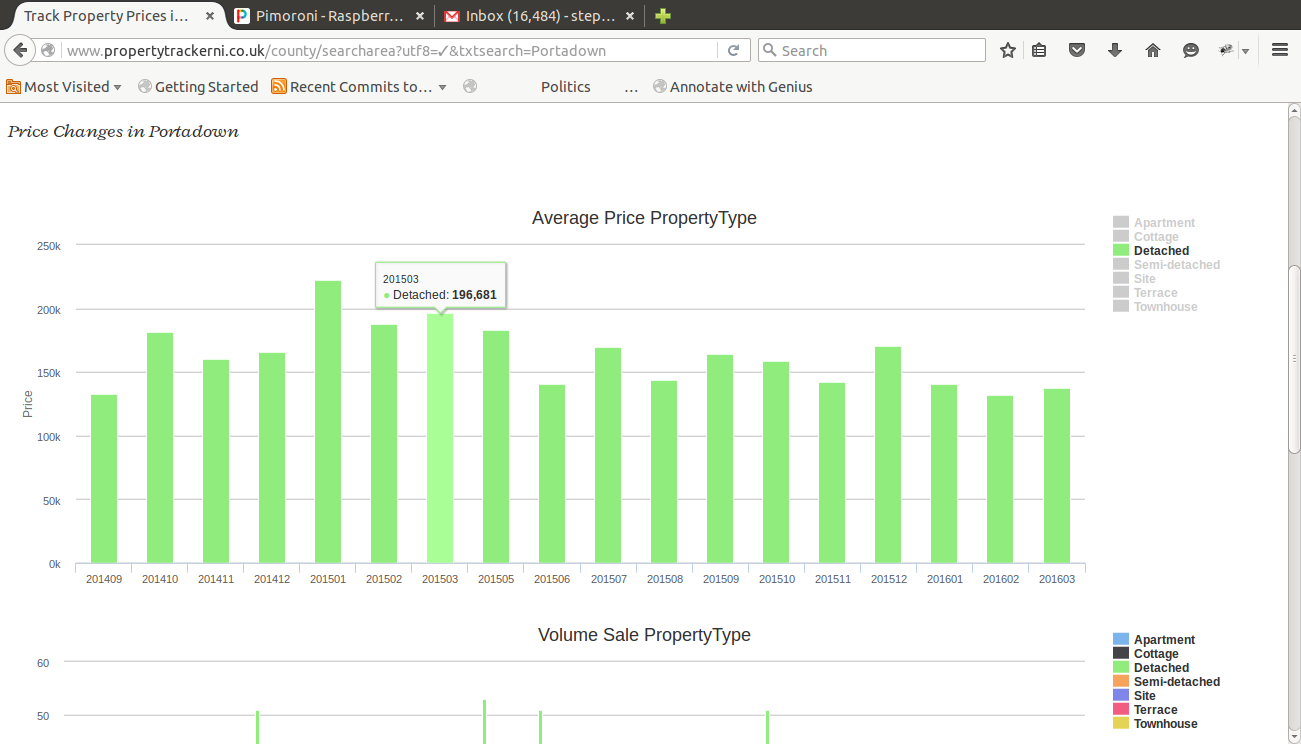 Track Property Prices i... Pimoroni - Raspberr... Inbox (16,484) - step...
www.propertytrackerni.co.uk/county/searcharea?utf8=✓&txtsearch=Portadown Search
Most Visited Getting Started Recent Commits to... Politics ... Annotate with Genius
Price Changes in Portadown
Average Price PropertyType
Apartment
Cottage
Detached
Semi-detached
Site
Terrace
Townhouse
250k
200k
150k
100k
50k
0k
Price
201503
● Detached: 196,681
201409 201410 201411 201412 201501 201502 201503 201505 201506 201507 201508 201509 201510 201511 201512 201601 201602 201603
Volume Sale PropertyType
Apartment
Cottage
Detached
Semi-detached
Site
Terrace
Townhouse
60
50